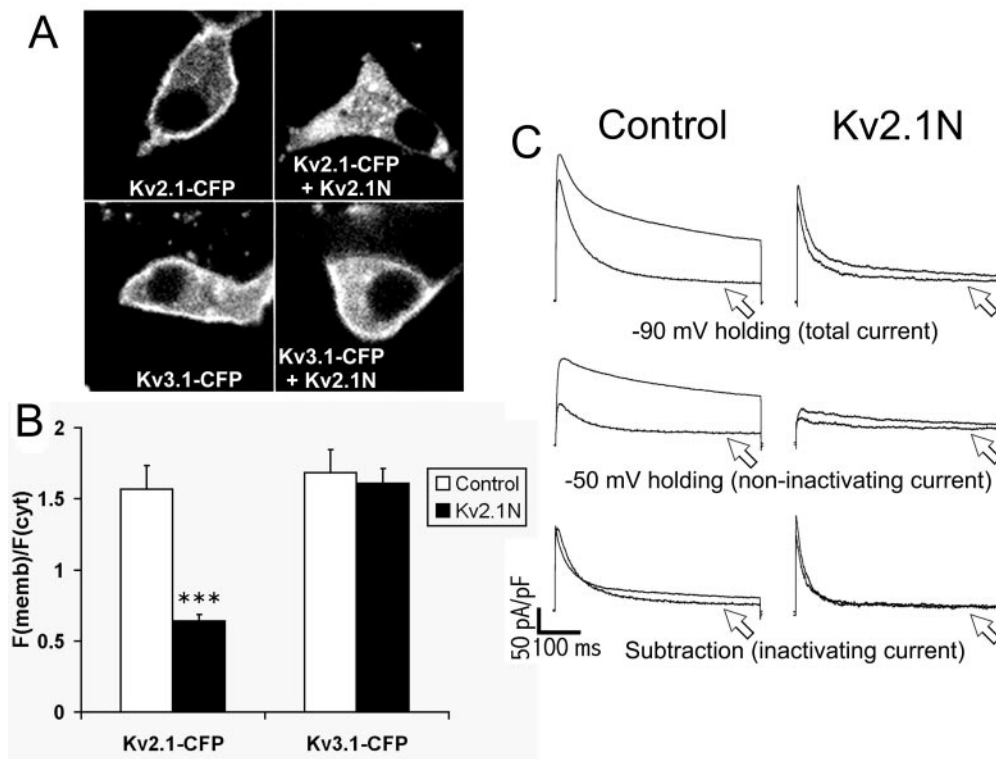 A
Kv2.1-CFP
Kv2.1-CFP
+ Kv2.1N
Kv3.1-CFP
Kv3.1-CFP
+ Kv2.1N
B
F(memb)/F(cyt)
2
1.5
1
0.5
0
***
Control
Kv2.1N
Kv2.1-CFP
Kv3.1-CFP
C
Control
Kv2.1N
-90 mV holding (total current)
-50 mV holding (non-inactivating current)
50 pA/pF
100 ms
Subtraction (inactivating current)